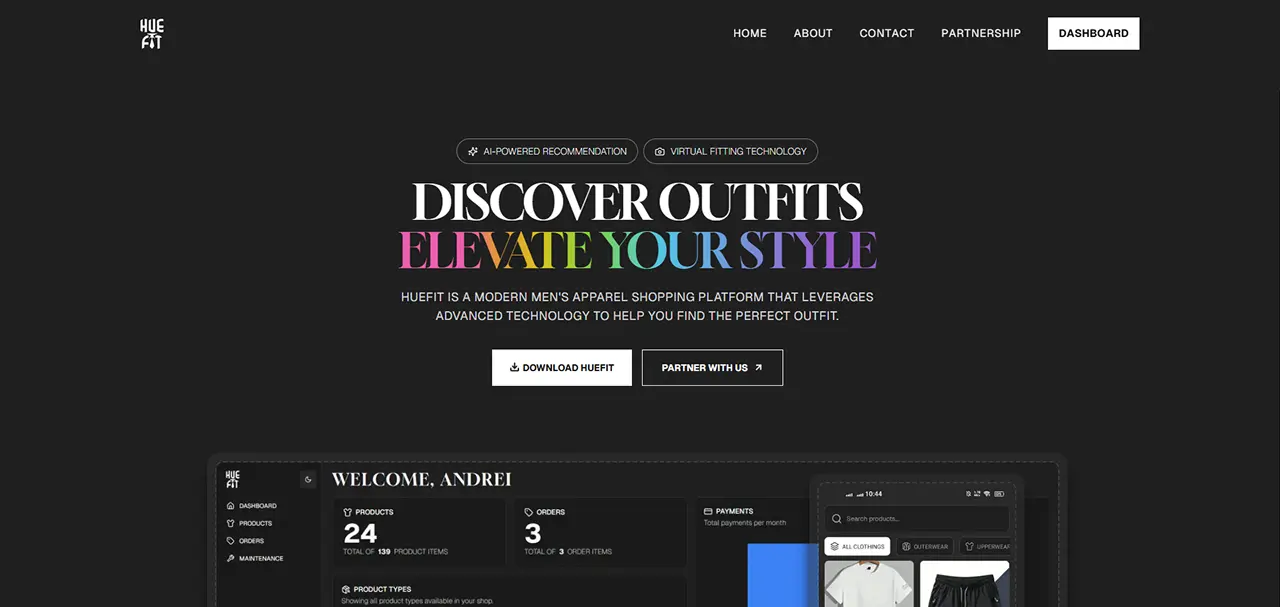 HUE
FIT
HOME
ABOUT
CONTACT
PARTNERSHIP
DASHBOARD
AI-POWERED RECOMMENDATION
VIRTUAL FITTING TECHNOLOGY
DISCOVER OUTFITS
ELEVATE YOUR STYLE
HUEFIT IS A MODERN MEN'S APPAREL SHOPPING PLATFORM THAT LEVERAGES
ADVANCED TECHNOLOGY TO HELP YOU FIND THE PERFECT OUTFIT.
DOWNLOAD HUEFIT
PARTNER WITH US
HUE
FIT
DASHBOARD
PRODUCTS
ORDERS
MAINTENANCE
WELCOME, ANDREI
PRODUCTS
24
TOTAL OF 139 PRODUCT ITEMS
ORDERS
3
TOTAL OF 3 ORDER ITEMS
PAYMENTS
Total payments per month
PRODUCT TYPES
Showing all product types available in your shop.
10:44
Search products...
ALL CLOTHINGS
OUTERWEAR
UPPERWEAR